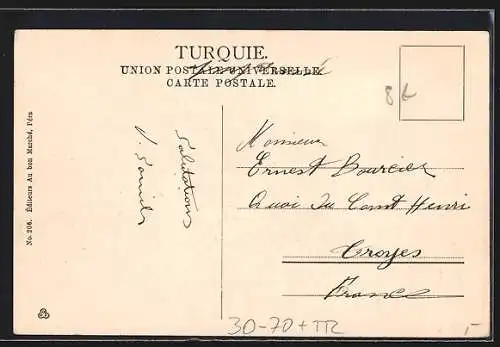 TURQUIE.
UNION POSTALE UNIVERSELLE.
CARTE POSTALE.
8
Monsieur
Ernest Bourcier
Quai du Comt Henri
Troyes
France
Salutations
No. 206. Éditeurs Au bon Marché, Péra
30-70+TTR